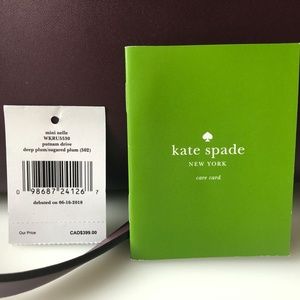 mini nelle
WKRU5530
putnam drive
deep plum/sugared plum (502)
0 98687 24126 7
debuted on 06-10-2018
Our Price CAD$399.00
kate spade
NEW YORK
care card